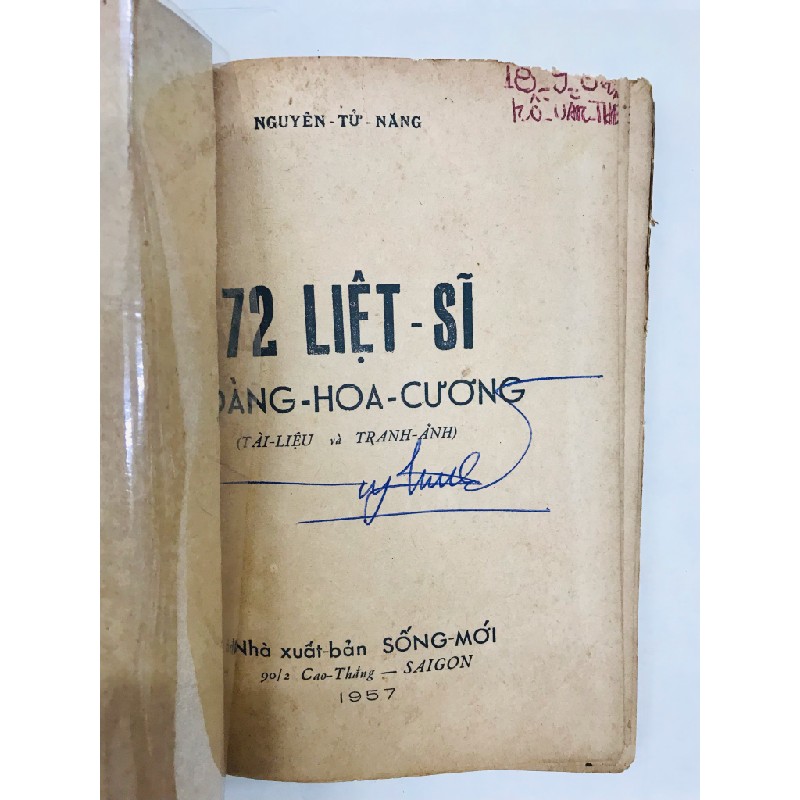 NGUYÊN-TỬ-NĂNG
72 LIỆT-SĨ
OÀNG-HOA-CƯƠNG
(TÀI-LIỆU và TRANH-ẢNH)
Nhà xuất-bản SỐNG-MỚI
90/2 Cao-Thắng — SAIGON
1957